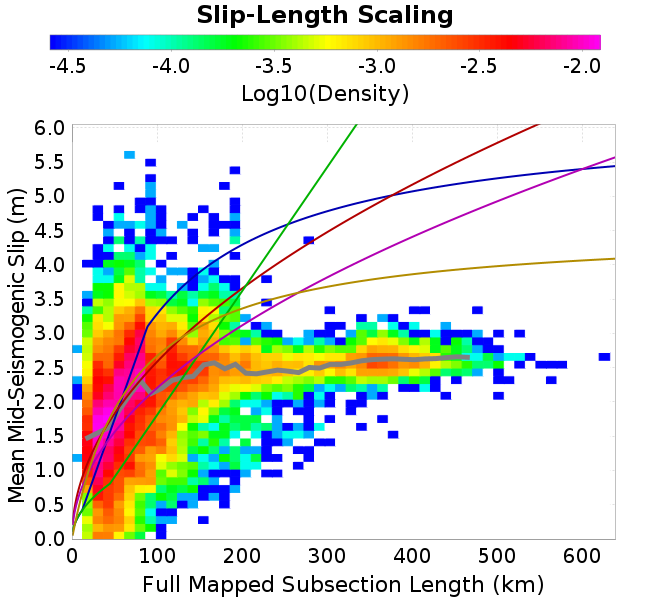 Slip-Length Scaling
-4.5 -4.0 -3.5 -3.0 -2.5 -2.0
Log10(Density)
6.0
5.5
5.0
4.5
4.0
3.5
3.0
2.5
2.0
1.5
1.0
0.5
0.0
Mean Mid-Seismogenic Slip (m)
0 100 200 300 400 500 600
Full Mapped Subsection Length (km)